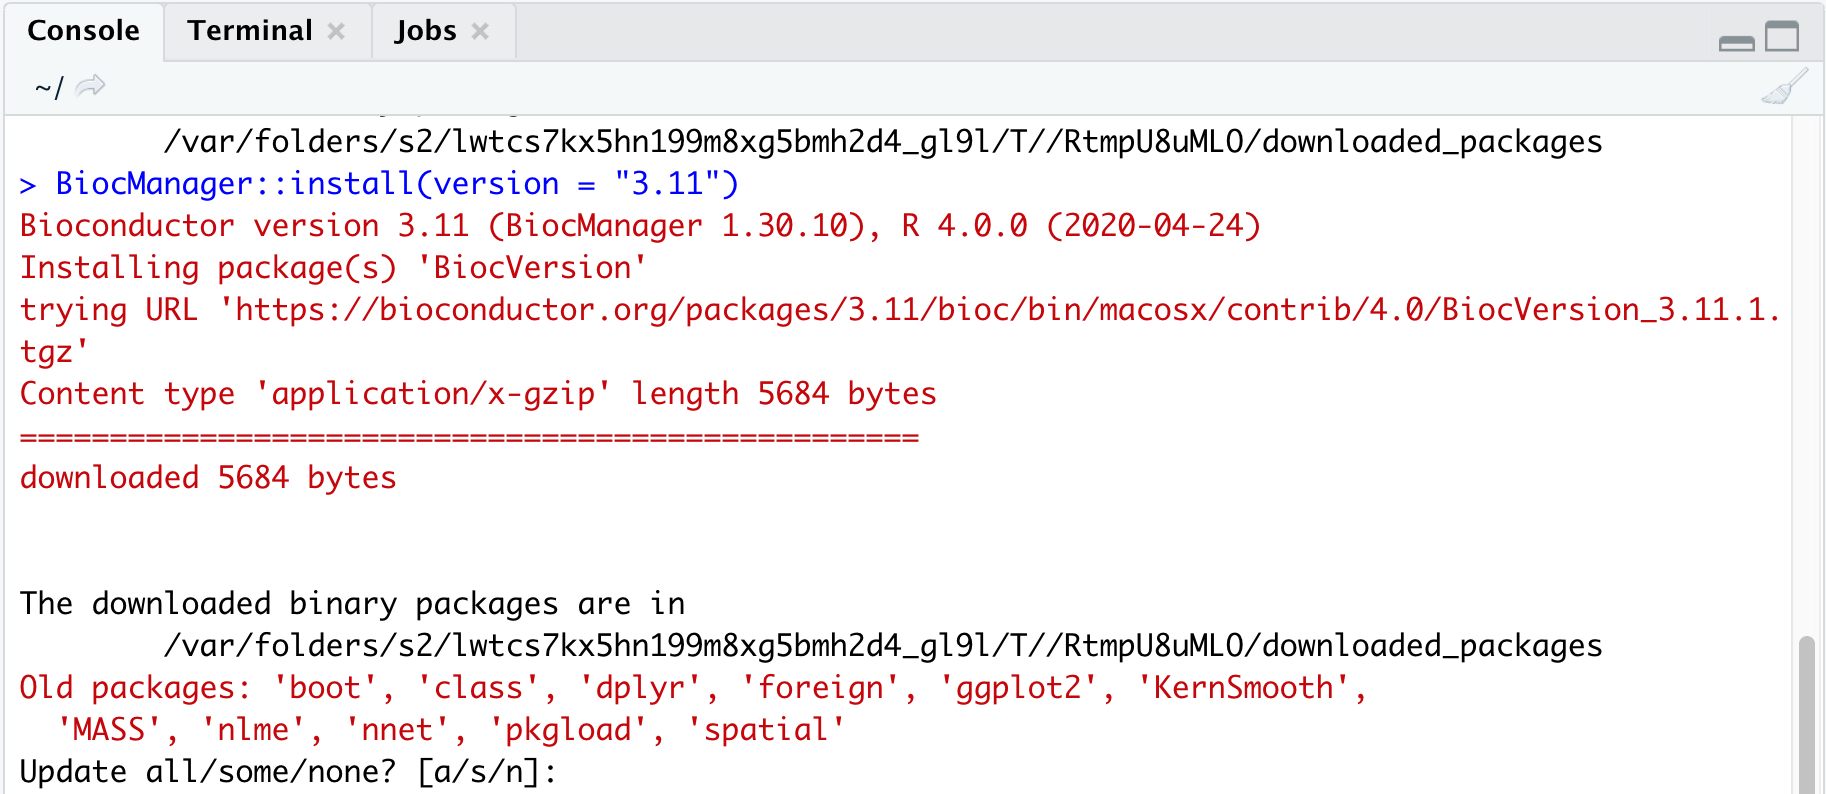 Console Terminal Jobs
~/
/var/folders/s2/lwtcs7kx5hn199m8xg5bmh2d4_gl9l/T//RtmpU8uMLO/downloaded_packages
> BiocManager::install(version = "3.11")
Bioconductor version 3.11 (BiocManager 1.30.10), R 4.0.0 (2020-04-24)
Installing package(s) 'BiocVersion'
trying URL 'https://bioconductor.org/packages/3.11/bioc/bin/macosx/contrib/4.0/BiocVersion_3.11.1.
tgz'
Content type 'application/x-gzip' length 5684 bytes
==================================================
downloaded 5684 bytes
The downloaded binary packages are in
/var/folders/s2/lwtcs7kx5hn199m8xg5bmh2d4_gl9l/T//RtmpU8uMLO/downloaded_packages
Old packages: 'boot', 'class', 'dplyr', 'foreign', 'ggplot2', 'KernSmooth',
'MASS', 'nlme', 'nnet', 'pkgload', 'spatial'
Update all/some/none? [a/s/n]: